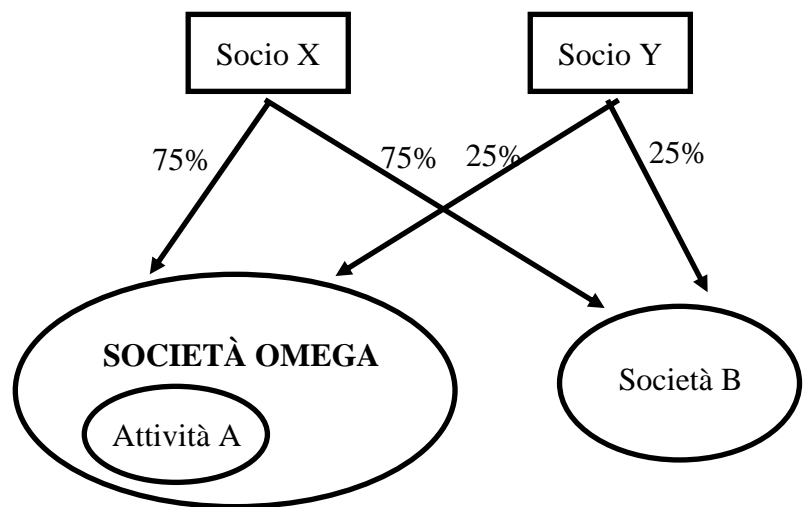 Socio X
Socio Y
75%
75%
25%
25%
SOCIETÀ OMEGA
Attività A
Società B